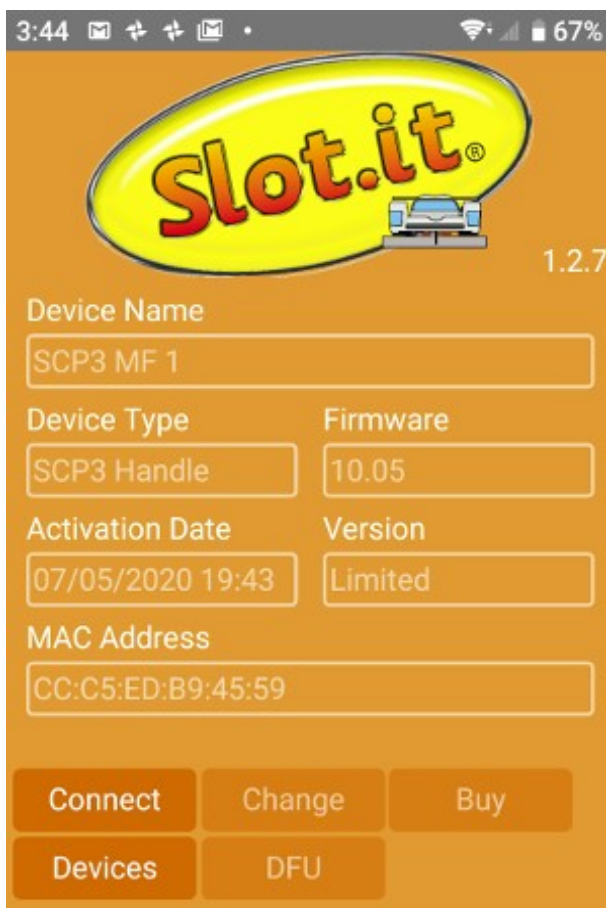 3:44 67%
Slot.it®
1.2.7
Device Name
SCP3 MF 1
Device Type Firmware
SCP3 Handle 10.05
Activation Date Version
07/05/2020 19:43 Limited
MAC Address
CC:C5:ED:B9:45:59
Connect Change Buy
Devices DFU